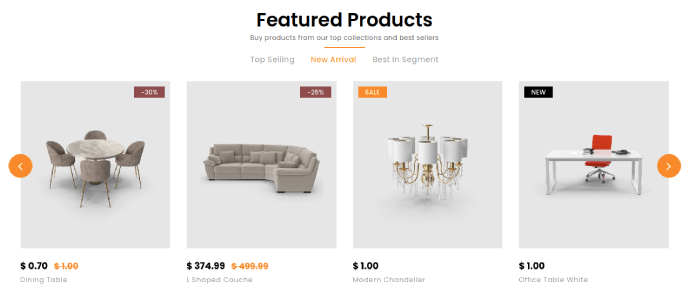 Featured Products
Buy products from our top collections and best sellers
Top Selling New Arrival Best In Segment
-30%
-25%
SALE
NEW
$ 0.70 $ 1.00
Dining Table
$ 374.99 $ 499.99
L Shaped Couche
$ 1.00
Modern Chandelier
$ 1.00
Office Table White